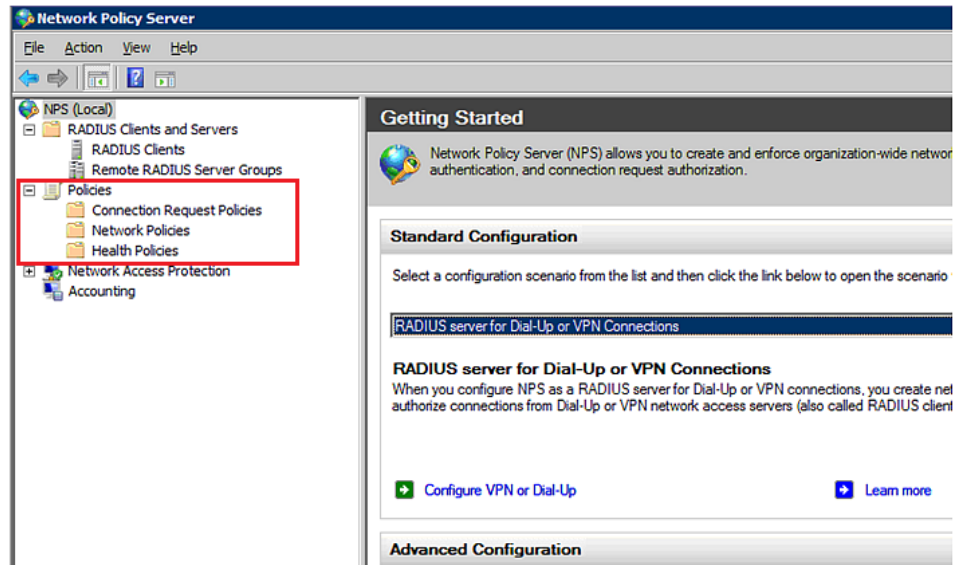 Network Policy Server
File Action View Help
NPS (Local)
RADIUS Clients and Servers
RADIUS Clients
Remote RADIUS Server Groups
Policies
Connection Request Policies
Network Policies
Health Policies
Network Access Protection
Accounting
Getting Started
Network Policy Server (NPS) allows you to create and enforce organization-wide networ
authentication, and connection request authorization.
Standard Configuration
Select a configuration scenario from the list and then click the link below to open the scenario
RADIUS server for Dial-Up or VPN Connections
RADIUS server for Dial-Up or VPN Connections
When you configure NPS as a RADIUS server for Dial-Up or VPN connections, you create net
authorize connections from Dial-Up or VPN network access servers (also called RADIUS client
Configure VPN or Dial-Up
Learn more
Advanced Configuration